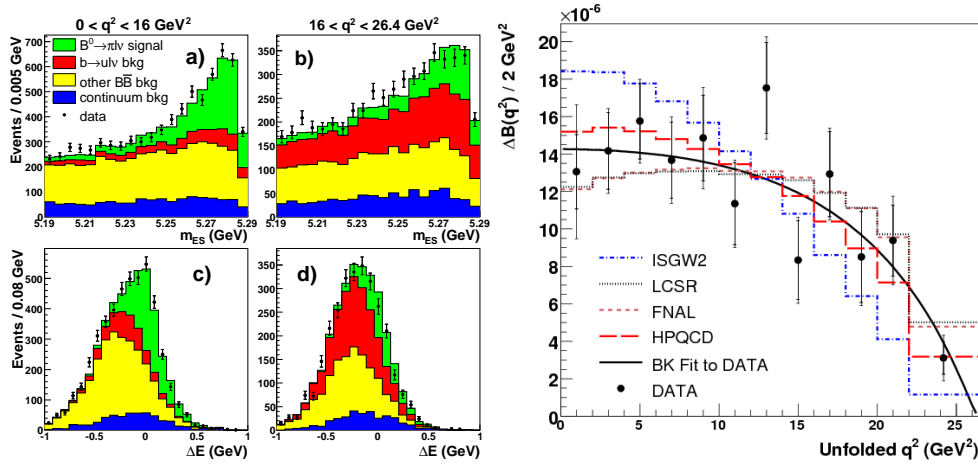 0 < q² < 16 GeV²
16 < q² < 26.4 GeV²
Events / 0.005 GeV
700
600
500
400
300
200
100
0
B⁰→πlν signal
b→ulν bkg
other BB̅ bkg
continuum bkg
data
a)
5.19
5.21
5.23
5.25
5.27
5.29
m_ES (GeV)
350
300
250
200
150
100
50
0
b)
5.19
5.21
5.23
5.25
5.27
5.29
m_ES (GeV)
Events / 0.08 GeV
500
400
300
200
100
0
c)
-1
-0.5
0
0.5
1
ΔE (GeV)
400
350
300
250
200
150
100
50
0
d)
-1
-0.5
0
0.5
1
ΔE (GeV)
×10⁻⁶
ΔB(q²) / 2 GeV²
20
18
16
14
12
10
8
6
4
2
0
ISGW2
LCSR
FNAL
HPQCD
BK Fit to DATA
DATA
0
5
10
15
20
25
Unfolded q² (GeV²)